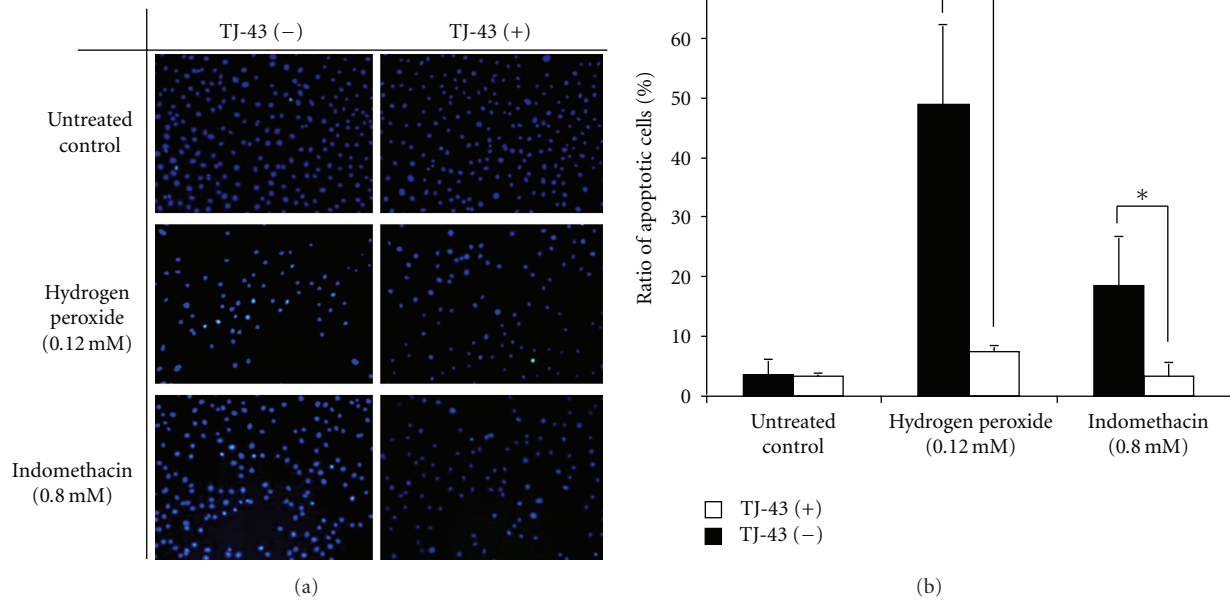 TJ-43 (−)
TJ-43 (+)
Untreated
control
Hydrogen
peroxide
(0.12 mM)
Indomethacin
(0.8 mM)
(a)
Ratio of apoptotic cells (%)
60
50
40
30
20
10
0
*
Untreated
control
Hydrogen peroxide
(0.12 mM)
Indomethacin
(0.8 mM)
TJ-43 (+)
TJ-43 (−)
(b)